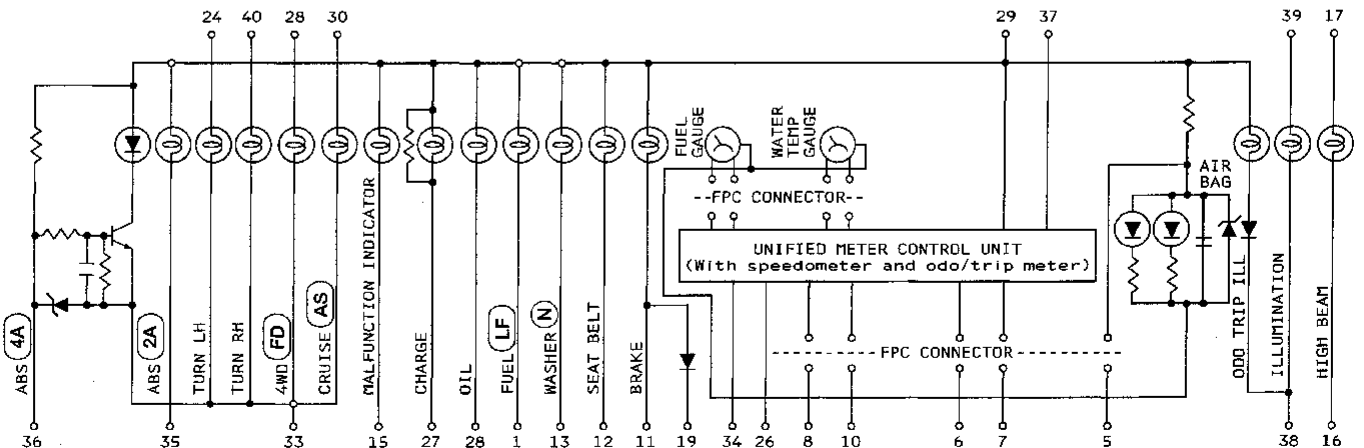 24 40 28 30 29 37 39 17
FUEL
GAUGE
WATER
TEMP
GAUGE
--FPC CONNECTOR--
AIR
BAG
UNIFIED METER CONTROL UNIT
(With speedometer and odo/trip meter)
FPC CONNECTOR
ABS 4A
ABS 2A
TURN LH
TURN RH
4WD FD
CRUISE AS
MALFUNCTION INDICATOR
CHARGE
OIL
FUEL LF
WASHER N
SEAT BELT
BRAKE
ODO TRIP ILL
ILLUMINATION
HIGH BEAM
36 35 33 15 27 28 1 13 12 11 19 34 26 8 10 6 7 5 38 16